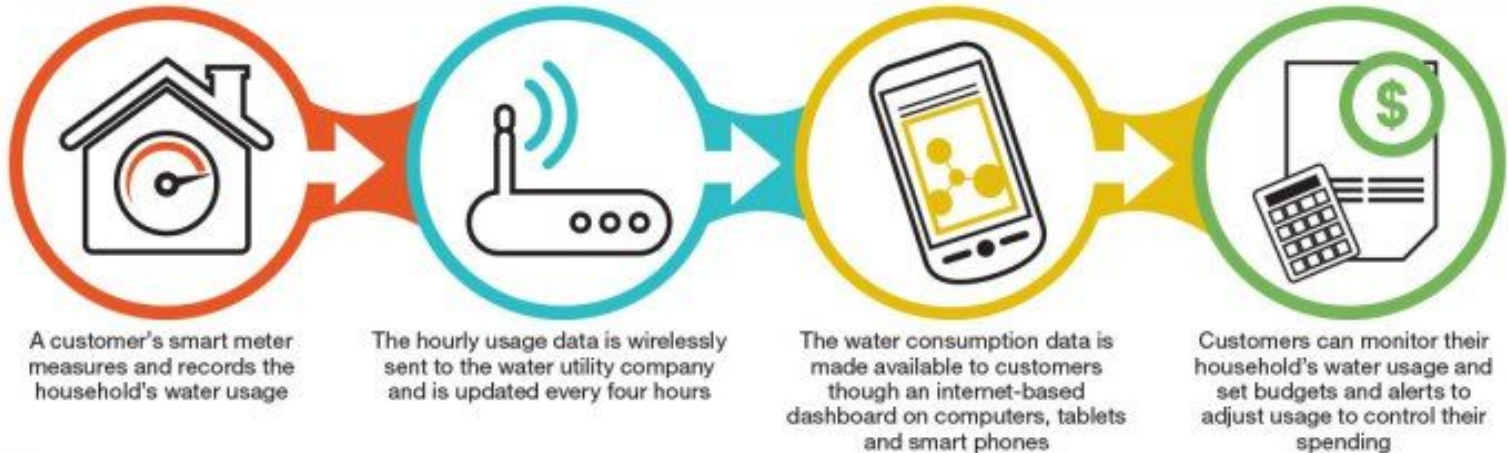 $
A customer's smart meter
measures and records the
household's water usage
The hourly usage data is wirelessly
sent to the water utility company
and is updated every four hours
The water consumption data is
made available to customers
though an internet-based
dashboard on computers, tablets
and smart phones
Customers can monitor their
household's water usage and
set budgets and alerts to
adjust usage to control their
spending